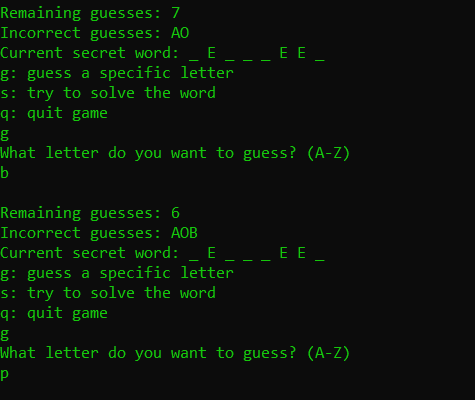 Remaining guesses: 7
Incorrect guesses: AO
Current secret word: _ E _ _ _ E E _
g: guess a specific letter
s: try to solve the word
q: quit game
g
What letter do you want to guess? (A-Z)
b
Remaining guesses: 6
Incorrect guesses: AOB
Current secret word: _ E _ _ _ E E _
g: guess a specific letter
s: try to solve the word
q: quit game
g
What letter do you want to guess? (A-Z)
p